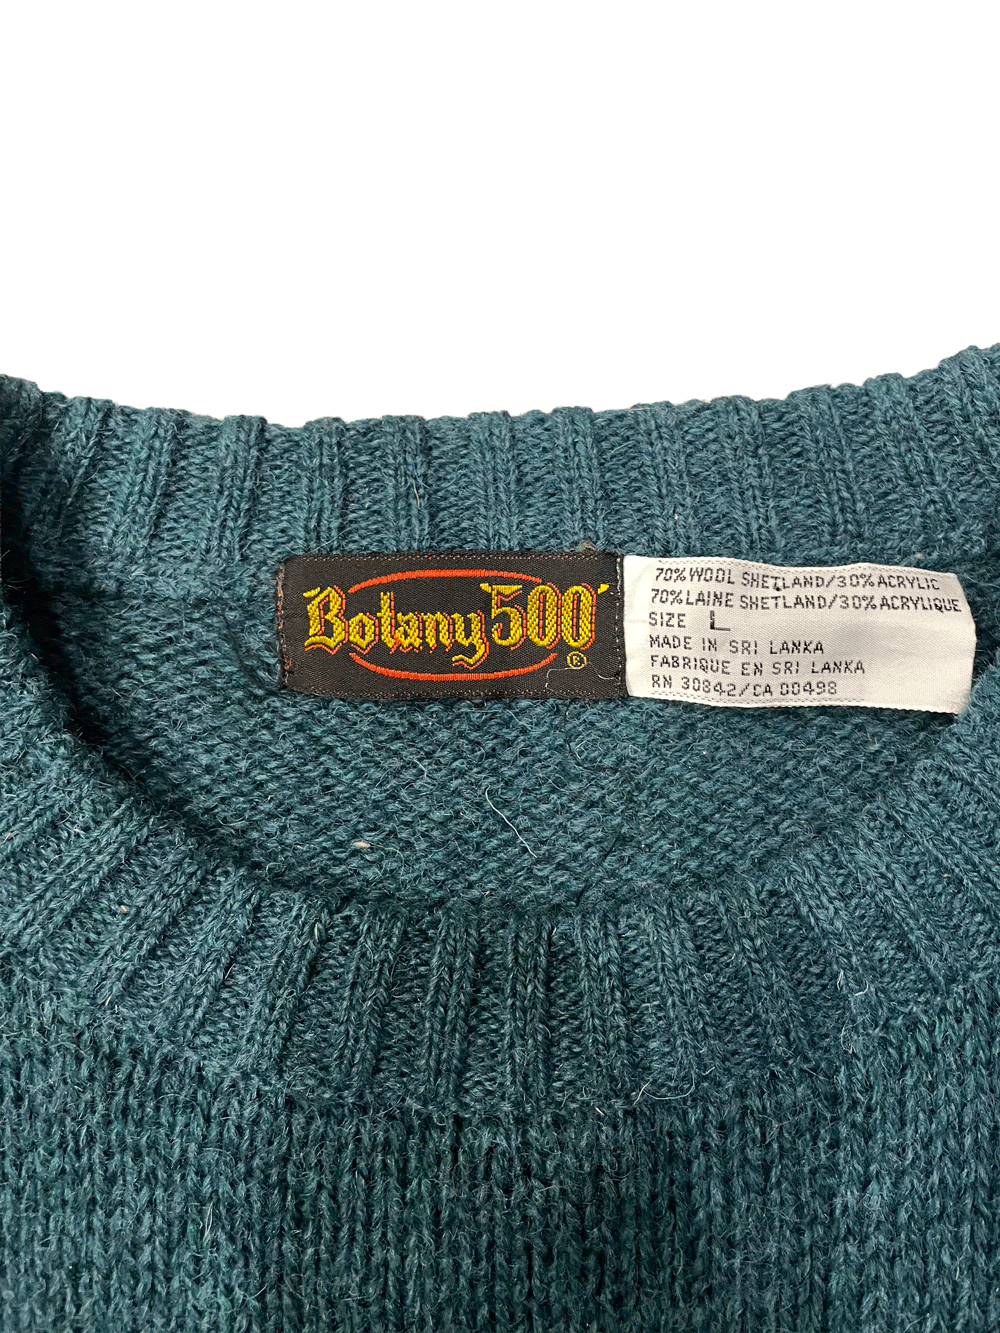 Botany '500'
®
70% WOOL SHETLAND/30% ACRYLIC
70% LAINE SHETLAND/30% ACRYLIQUE
SIZE L
MADE IN SRI LANKA
FABRIQUE EN SRI LANKA
RN 30842/CA 00498